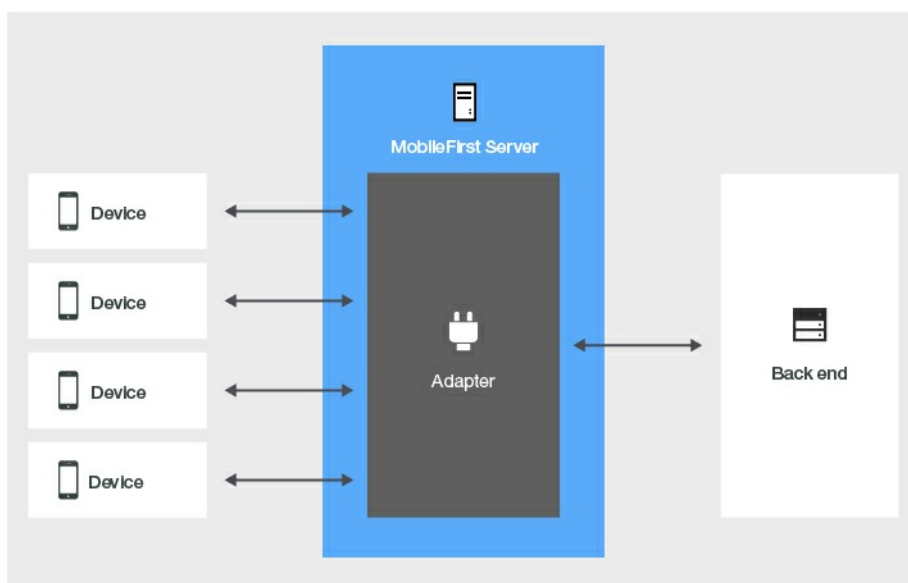 MobileFirst Server
Device
Device
Device
Device
Adapter
Back end